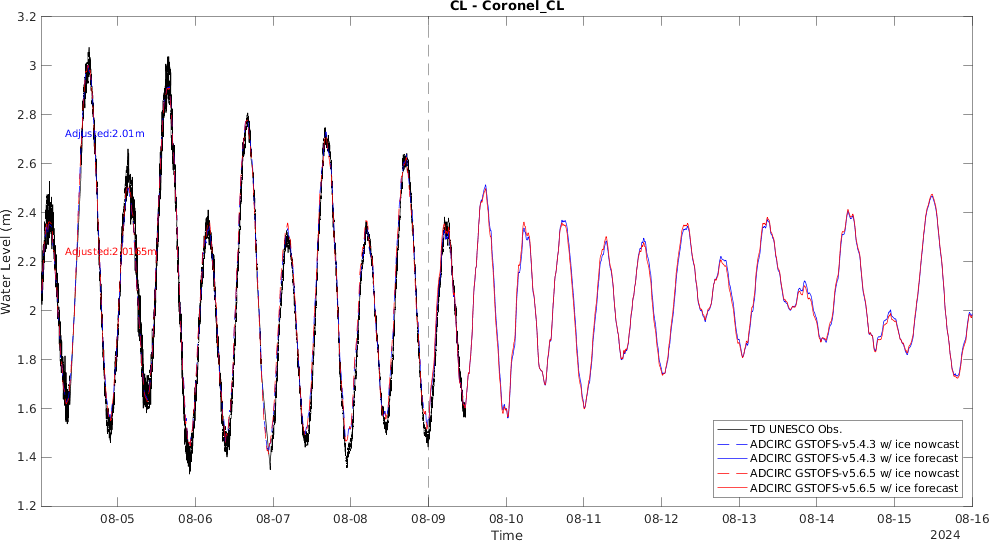 CL - Coronel_CL
3.2
3
2.8
2.6
2.4
2.2
2
1.8
1.6
1.4
1.2
Water Level (m)
Adjusted:2.01m
Adjusted:2.0165m
TD UNESCO Obs.
ADCIRC GSTOFS-v5.4.3 w/ ice nowcast
ADCIRC GSTOFS-v5.4.3 w/ ice forecast
ADCIRC GSTOFS-v5.6.5 w/ ice nowcast
ADCIRC GSTOFS-v5.6.5 w/ ice forecast
08-05 08-06 08-07 08-08 08-09 08-10 08-11 08-12 08-13 08-14 08-15 08-16
Time
2024